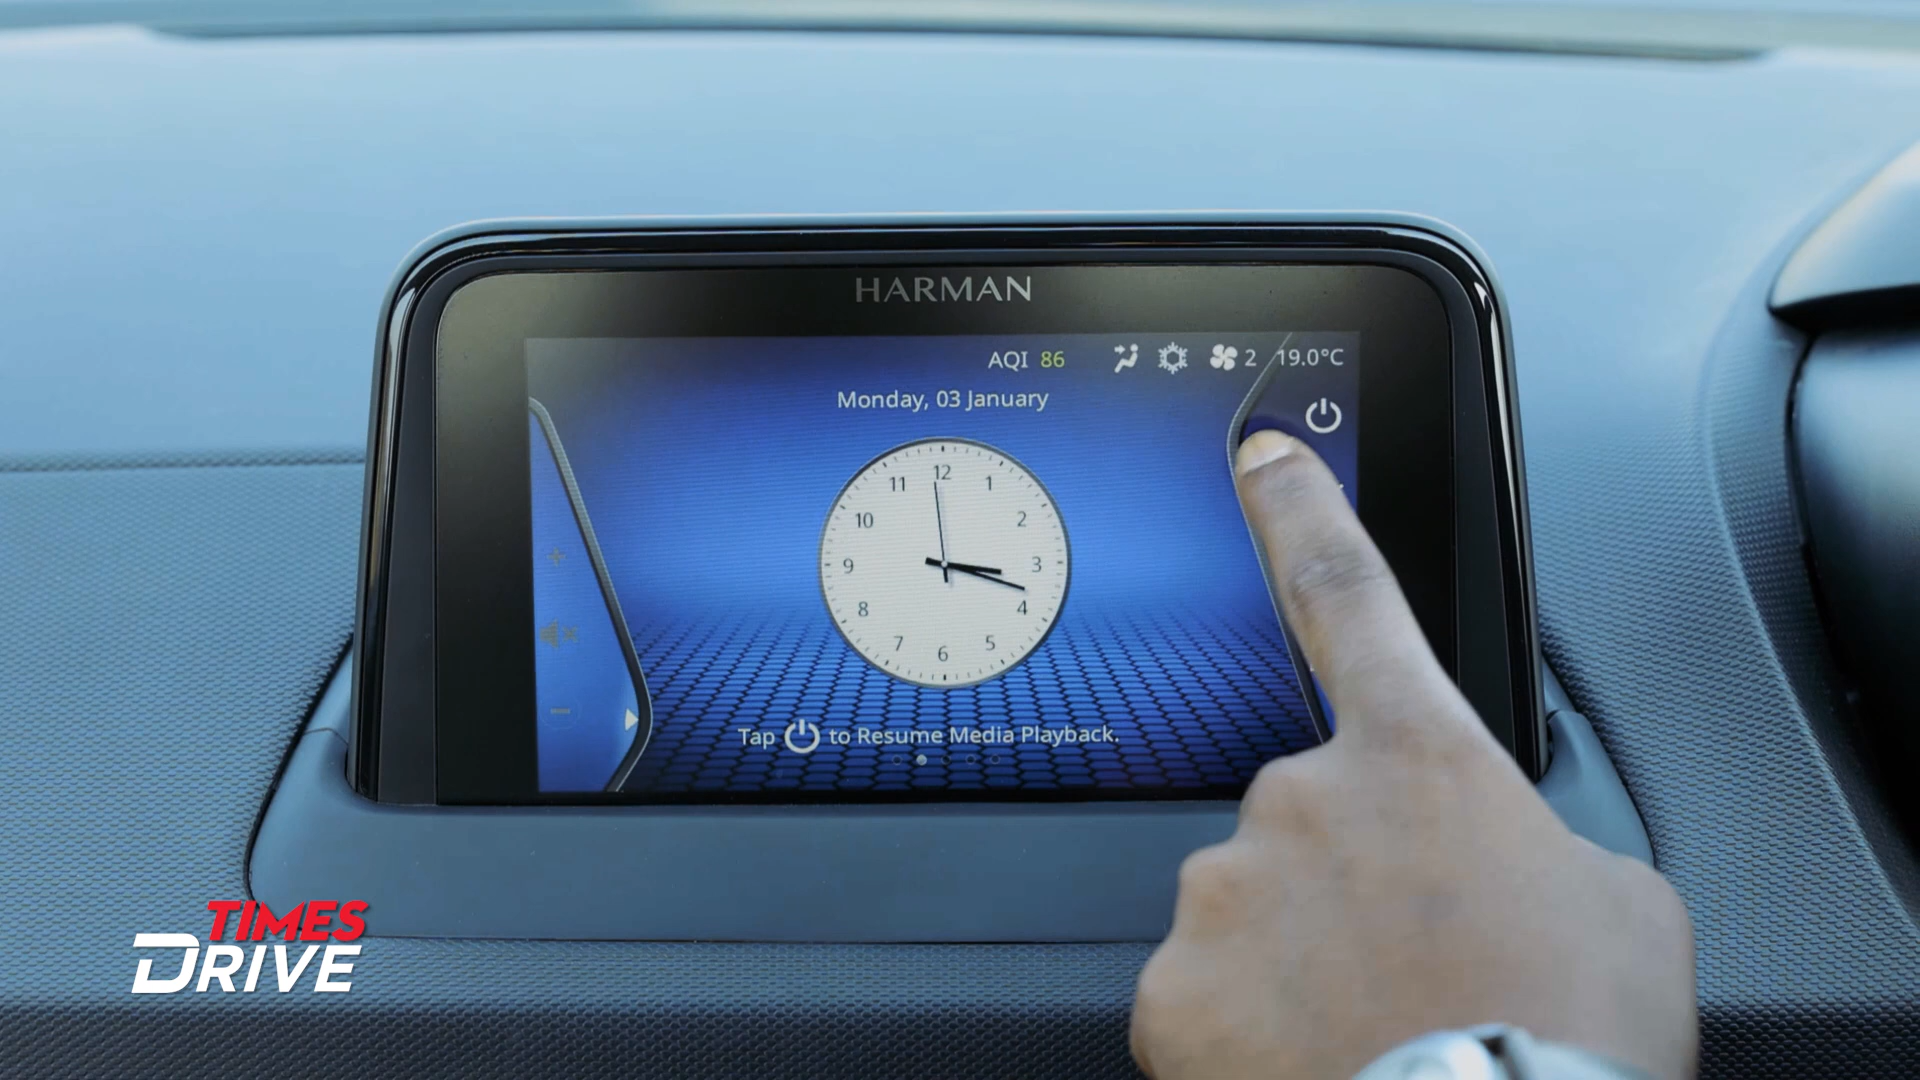 HARMAN
AQI 86 2 19.0°C
Monday, 03 January
12
11 1
10 2
9 3
8 4
7 5
6
Tap to Resume Media Playback.
TIMES
DRIVE